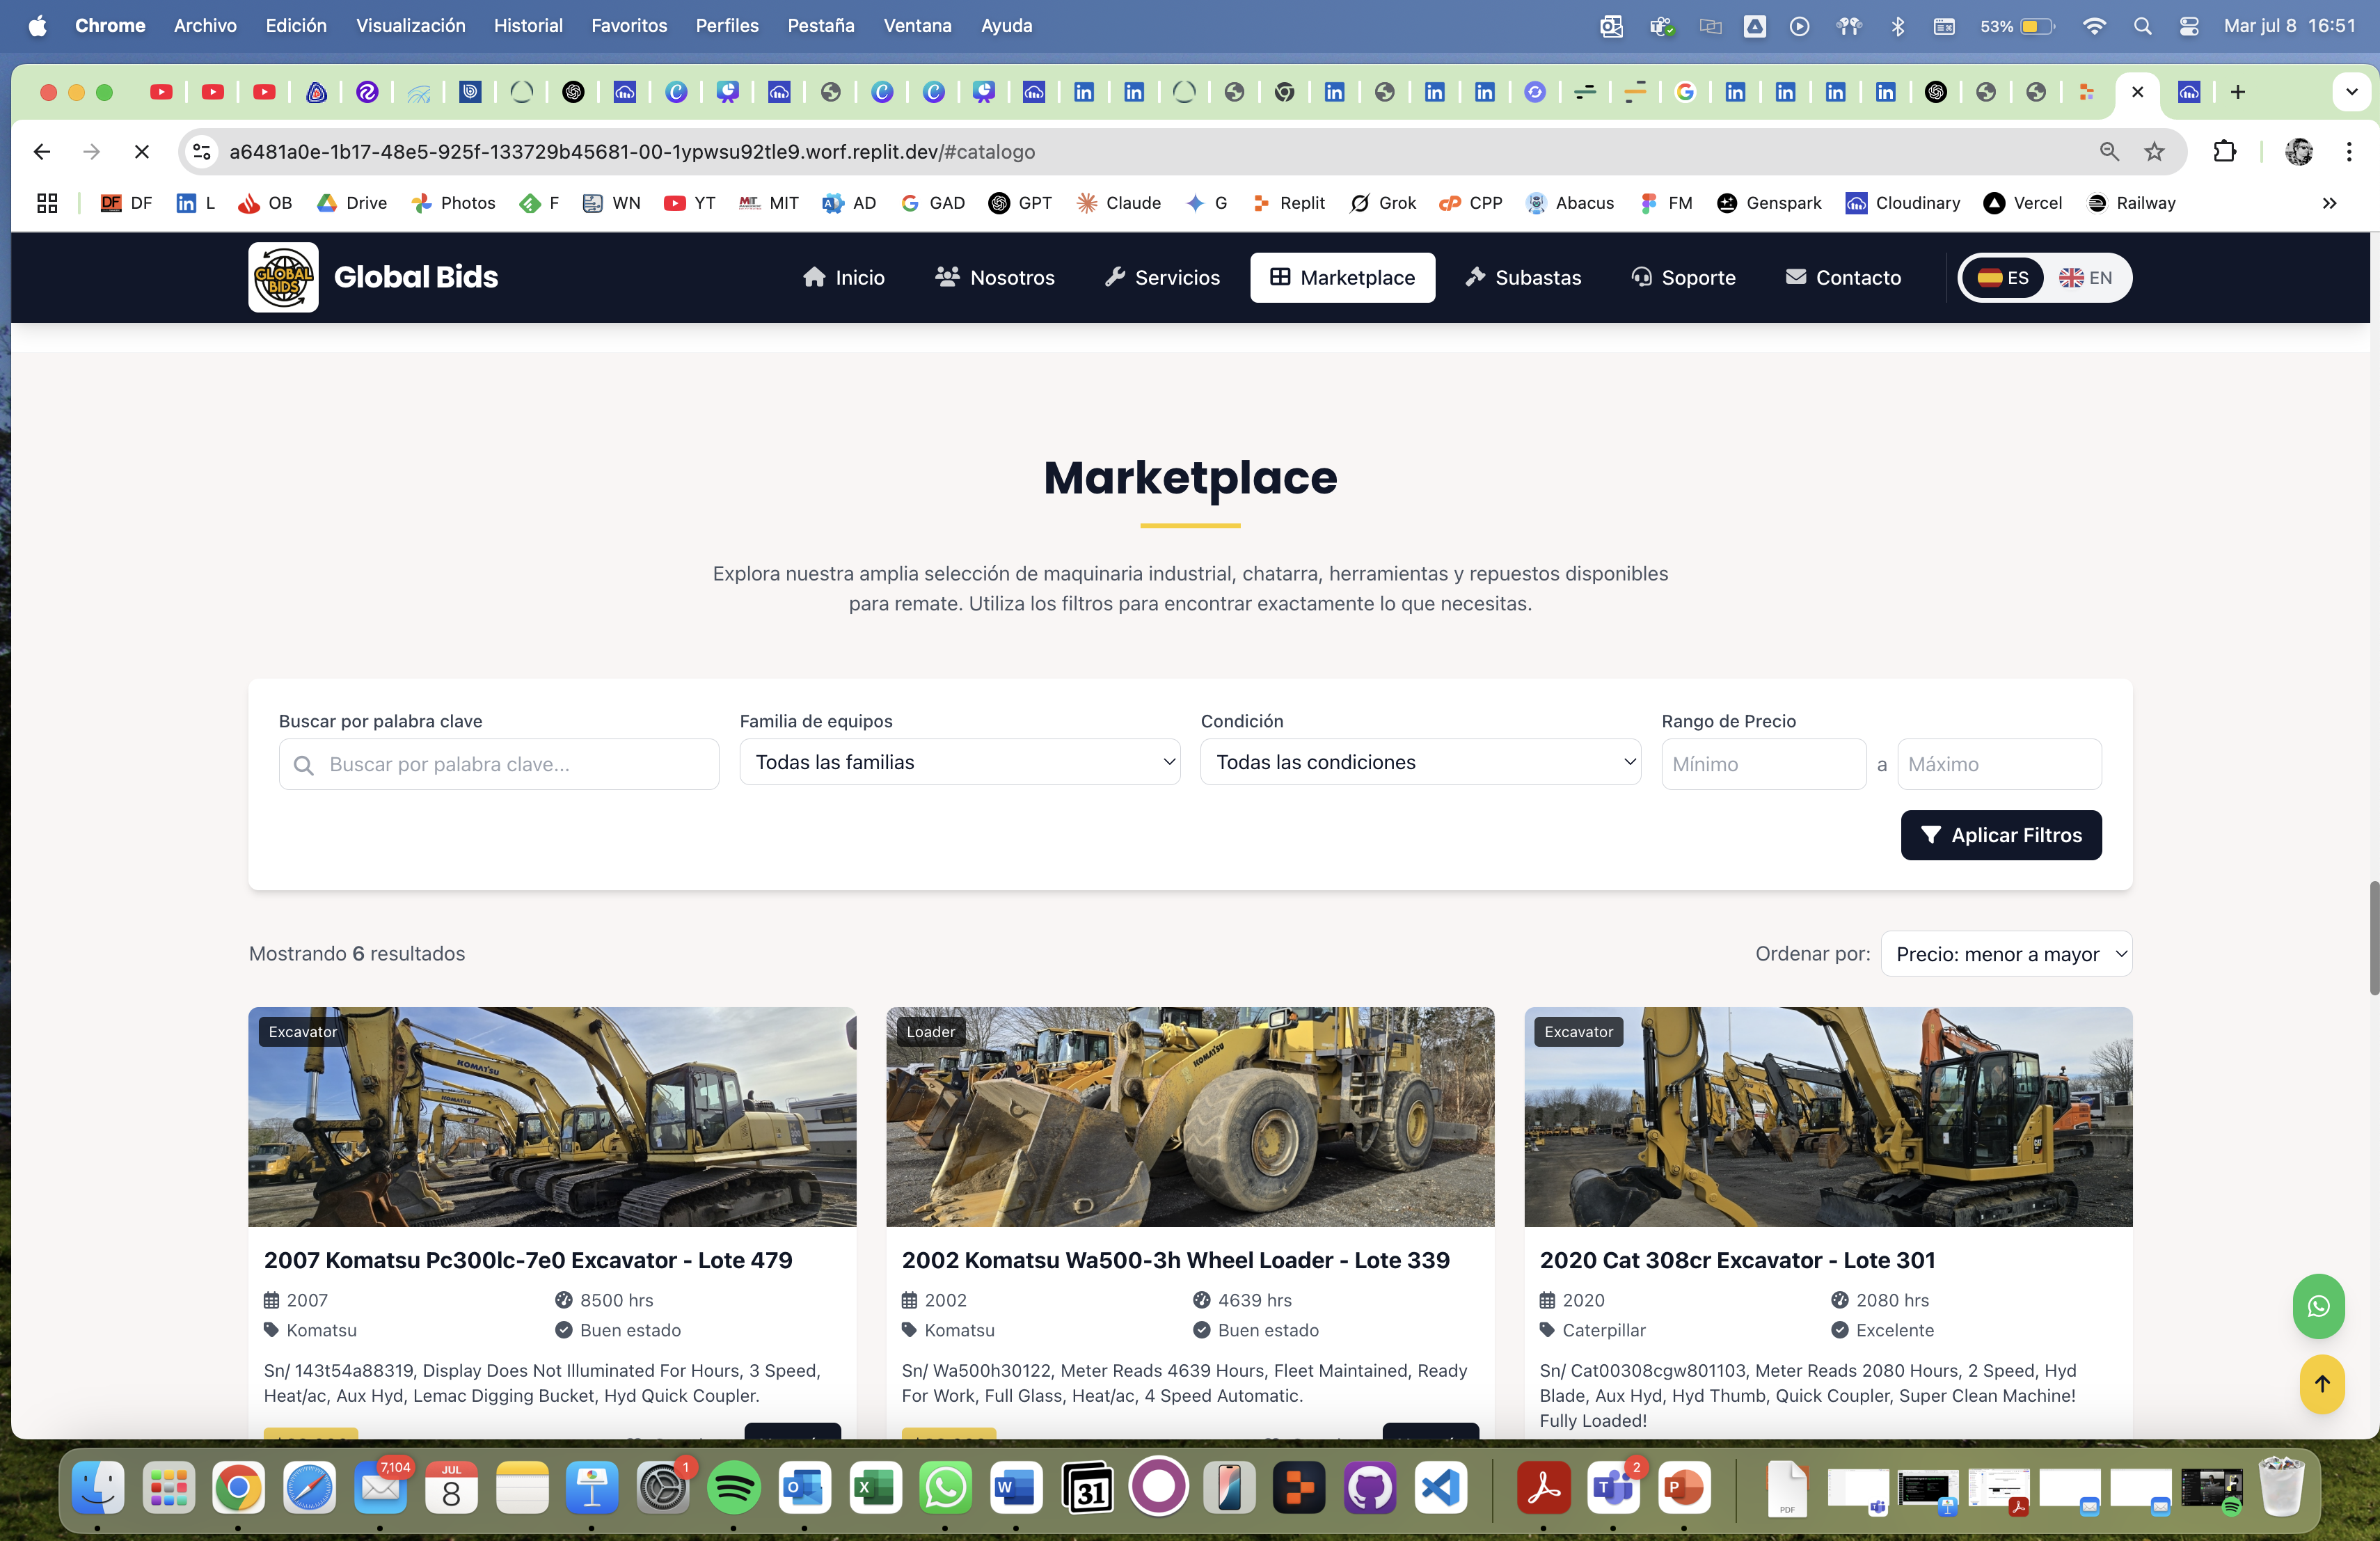 Chrome Archivo Edición Visualización Historial Favoritos Perfiles Pestaña Ventana Ayuda 53% Mar jul 8 16:51
a6481a0e-1b17-48e5-925f-133729b45681-00-1ypwsu92tle9.worf.replit.dev/#catalogo
DF L OB Drive Photos F WN YT MIT AD GAD GPT Claude G Replit Grok CPP Abacus FM Genspark Cloudinary Vercel Railway
GLOBAL BIDS Global Bids Inicio Nosotros Servicios Marketplace Subastas Soporte Contacto ES EN
Marketplace
Explora nuestra amplia selección de maquinaria industrial, chatarra, herramientas y repuestos disponibles
para remate. Utiliza los filtros para encontrar exactamente lo que necesitas.
Buscar por palabra clave Familia de equipos Condición Rango de Precio
Buscar por palabra clave... Todas las familias Todas las condiciones Mínimo a Máximo
Aplicar Filtros
Mostrando 6 resultados Ordenar por: Precio: menor a mayor
Excavator
KOMATSU
2007 Komatsu Pc300lc-7e0 Excavator - Lote 479
2007 8500 hrs
Komatsu Buen estado
Sn/ 143t54a88319, Display Does Not Illuminated For Hours, 3 Speed,
Heat/ac, Aux Hyd, Lemac Digging Bucket, Hyd Quick Coupler.
Loader
KOMATSU
2002 Komatsu Wa500-3h Wheel Loader - Lote 339
2002 4639 hrs
Komatsu Buen estado
Sn/ Wa500h30122, Meter Reads 4639 Hours, Fleet Maintained, Ready
For Work, Full Glass, Heat/ac, 4 Speed Automatic.
Excavator
CAT
2020 Cat 308cr Excavator - Lote 301
2020 2080 hrs
Caterpillar Excelente
Sn/ Cat00308cgw801103, Meter Reads 2080 Hours, 2 Speed, Hyd
Blade, Aux Hyd, Hyd Thumb, Quick Coupler, Super Clean Machine!
Fully Loaded!
7,104 JUL 8 1 31 2 PDF